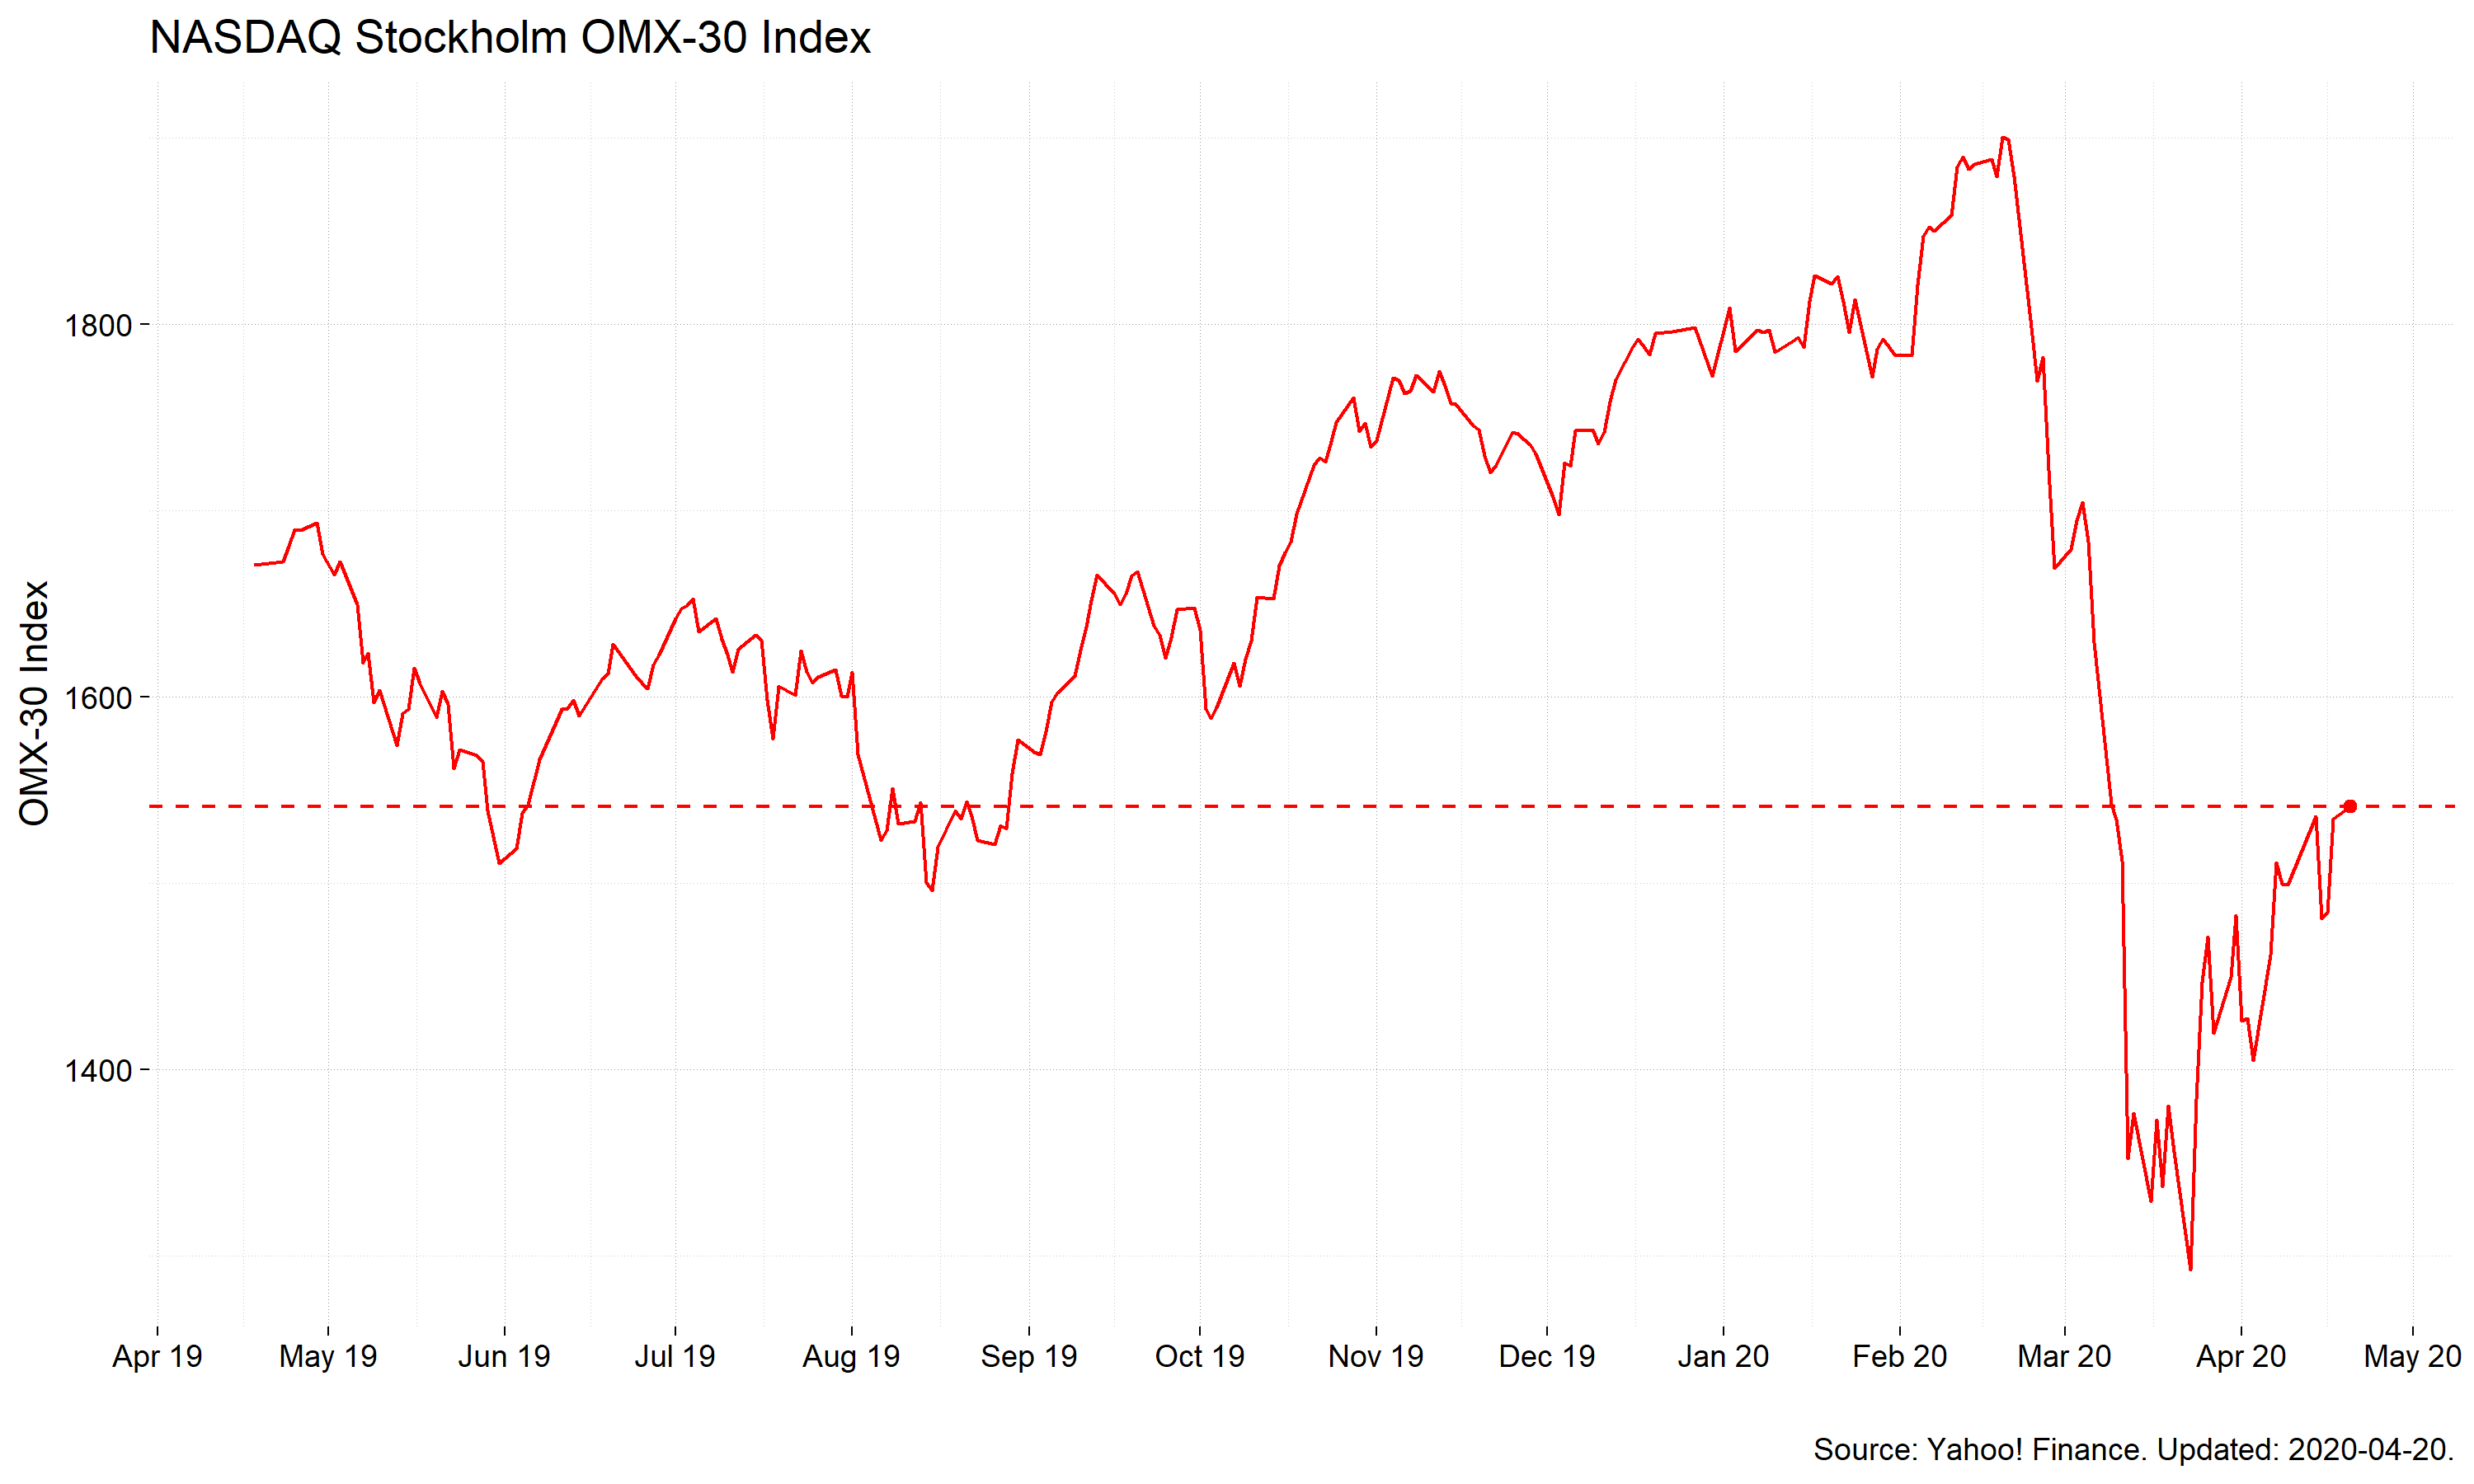 NASDAQ Stockholm OMX-30 Index
OMX-30 Index
1800
1600
1400
Apr 19 May 19 Jun 19 Jul 19 Aug 19 Sep 19 Oct 19 Nov 19 Dec 19 Jan 20 Feb 20 Mar 20 Apr 20 May 20
Source: Yahoo! Finance. Updated: 2020-04-20.